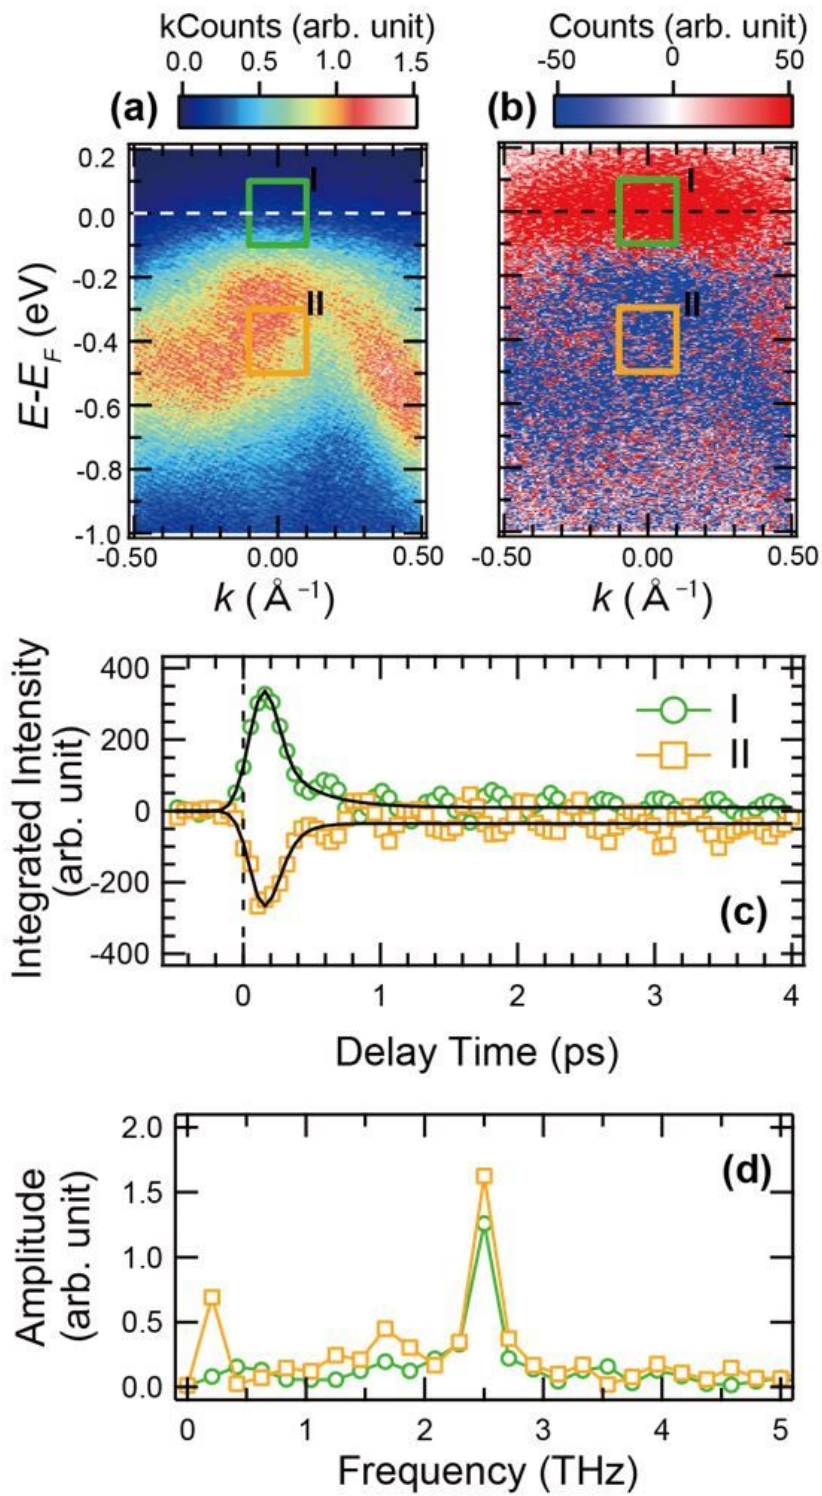 kCounts (arb. unit)
0.0 0.5 1.0 1.5
(a)
Counts (arb. unit)
-50 0 50
(b)
E-E_F (eV)
0.2
0.0
-0.2
-0.4
-0.6
-0.8
-1.0
I
II
-0.50 0.00 0.50
k (Å⁻¹)
I
II
-0.50 0.00 0.50
k (Å⁻¹)
Integrated Intensity
(arb. unit)
400
200
0
-200
-400
I
II
(c)
0 1 2 3 4
Delay Time (ps)
Amplitude
(arb. unit)
2.0
1.5
1.0
0.5
0.0
(d)
0 1 2 3 4 5
Frequency (THz)